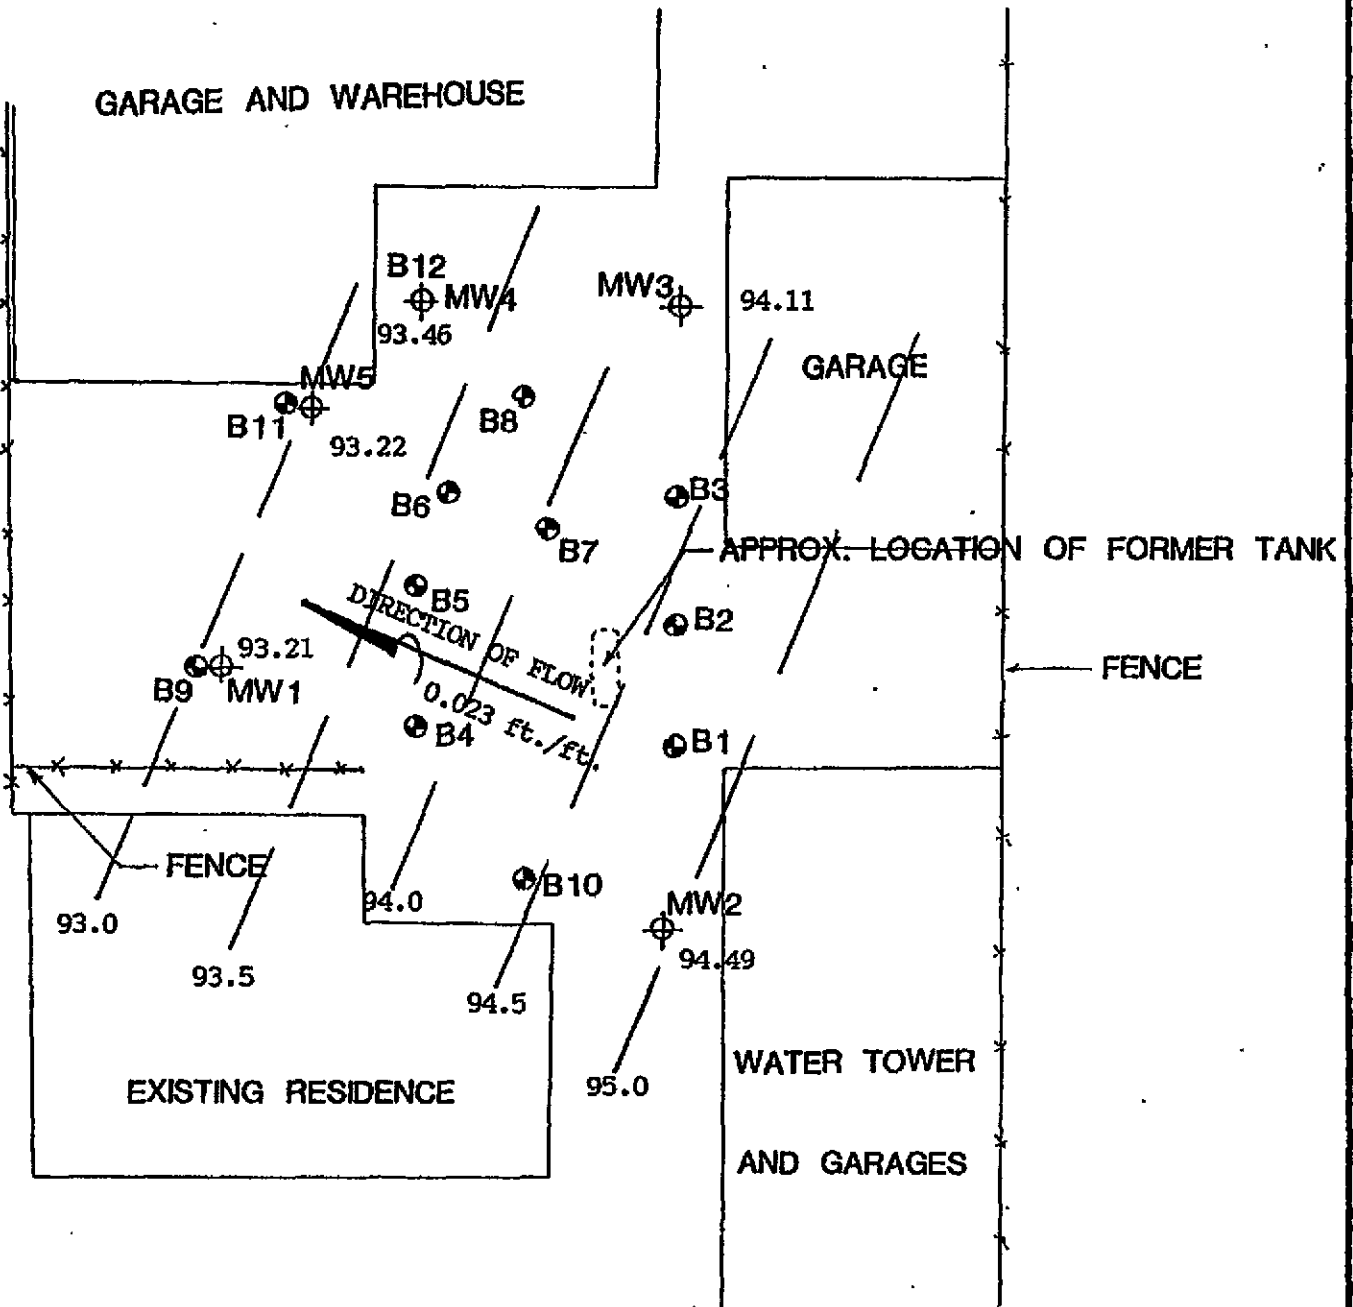 GARAGE AND WAREHOUSE
B12
MW4
93.46
MW3
94.11
GARAGE
MW5
B11
93.22
B8
B6
B3
B7
APPROX. LOCATION OF FORMER TANK
B5
DIRECTION OF FLOW
B2
93.21
B9
MW1
FENCE
0.023 ft./ft.
B4
B1
FENCE
B10
94.0
MW2
93.0
94.49
93.5
94.5
95.0
WATER TOWER
EXISTING RESIDENCE
AND GARAGES